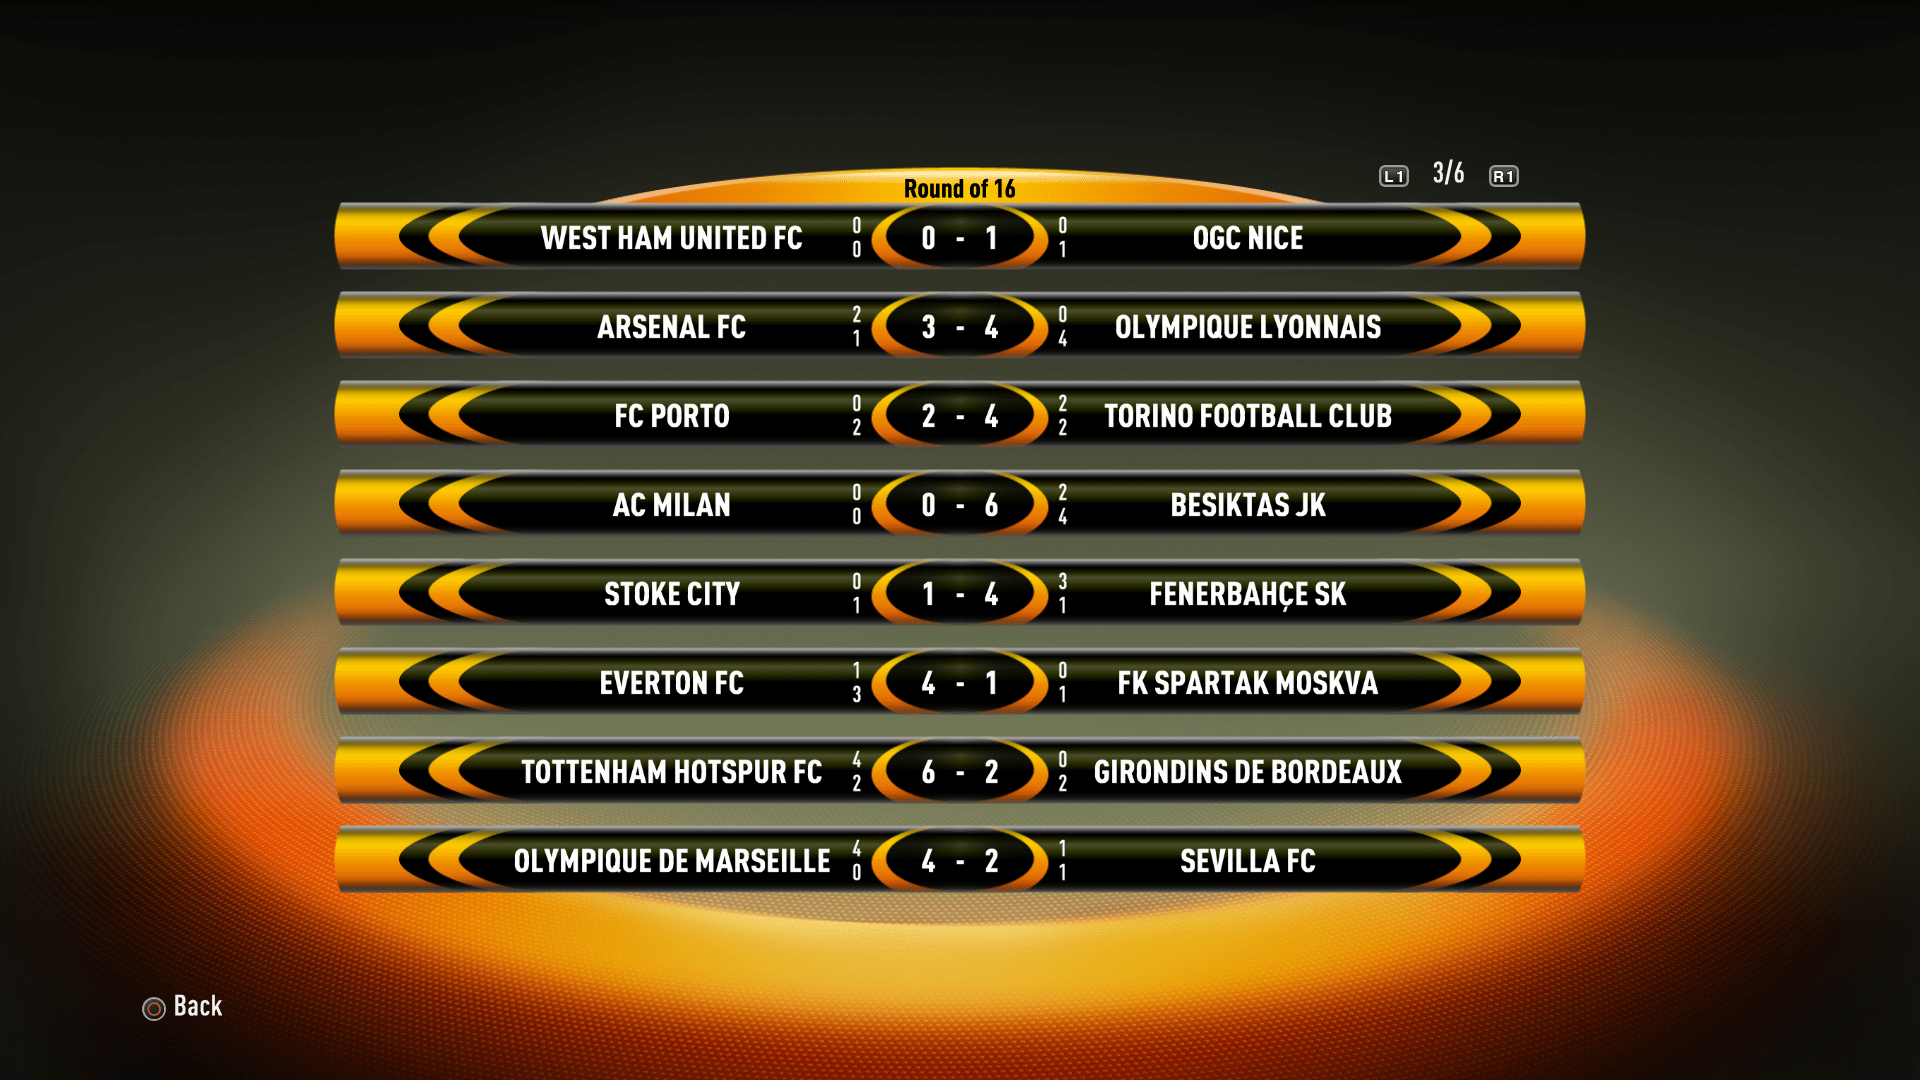 L1 3/6 R1
Round of 16
WEST HAM UNITED FC 0 0 0 - 1 0 1 OGC NICE
ARSENAL FC 2 1 3 - 4 0 4 OLYMPIQUE LYONNAIS
FC PORTO 0 2 2 - 4 2 2 TORINO FOOTBALL CLUB
AC MILAN 0 0 0 - 6 2 4 BESIKTAS JK
STOKE CITY 0 1 1 - 4 3 1 FENERBAHÇE SK
EVERTON FC 1 3 4 - 1 0 1 FK SPARTAK MOSKVA
TOTTENHAM HOTSPUR FC 4 2 6 - 2 0 2 GIRONDINS DE BORDEAUX
OLYMPIQUE DE MARSEILLE 4 0 4 - 2 1 1 SEVILLA FC
Back